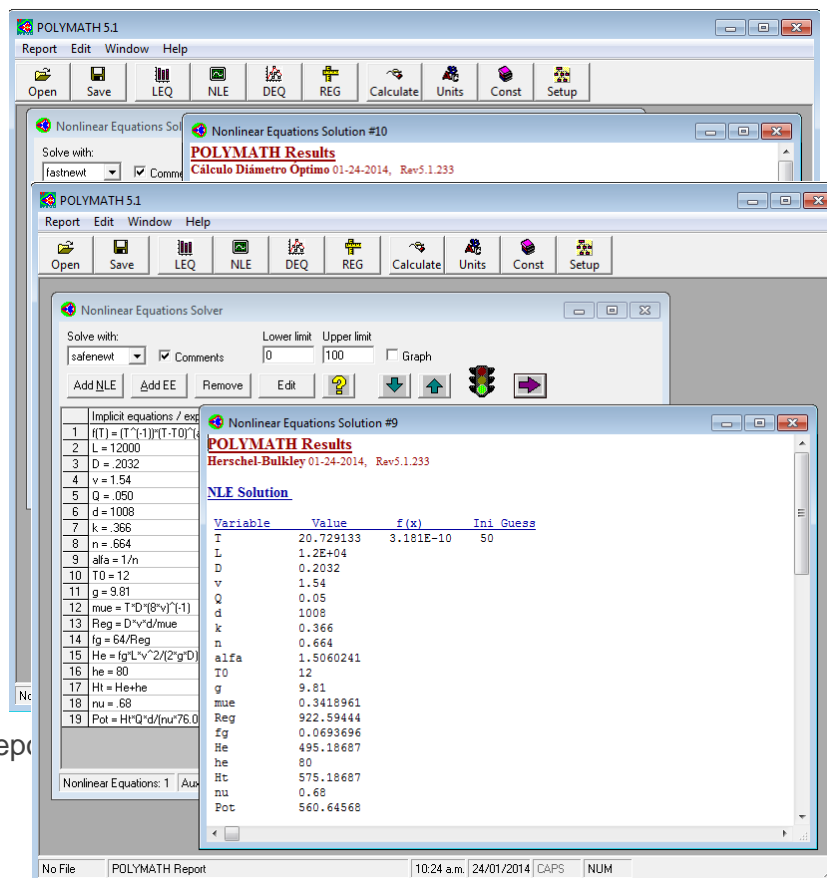 POLYMATH 5.1
Report Edit Window Help
Open Save LEQ NLE DEQ REG Calculate Units Const Setup
Nonlinear Equations Sol
Solve with:
fastnewt
Nonlinear Equations Solution #10
POLYMATH Results
Cálculo Diámetro Óptimo 01-24-2014, Rev5.1.233
POLYMATH 5.1
Report Edit Window Help
Open Save LEQ NLE DEQ REG Calculate Units Const Setup
Nonlinear Equations Solver
Solve with: Lower limit Upper limit
safenewt Comments 0 100 Graph
Add NLE Add EE Remove Edit
Implicit equations / exp
1 f(T) = (T^(-1))*(T-T0)^(
2 L = 12000
3 D = .2032
4 v = 1.54
5 Q = .050
6 d = 1008
7 k = .366
8 n = .664
9 alfa = 1/n
10 T0 = 12
11 g = 9.81
12 mue = T*D*(8*v)^(-1)
13 Reg = D*v*d/mue
14 fg = 64/Reg
15 He = fg*L*v^2/(2*g*D)
16 he = 80
17 Ht = He+he
18 nu = .68
19 Pot = Ht*Q*d/(nu*76.0
Nonlinear Equations: 1
Nonlinear Equations Solution #9
POLYMATH Results
Herschel-Bulkley 01-24-2014, Rev5.1.233
NLE Solution
Variable Value f(x) Ini Guess
T 20.729133 3.181E-10 50
L 1.2E+04
D 0.2032
v 1.54
Q 0.05
d 1008
k 0.366
n 0.664
alfa 1.5060241
T0 12
g 9.81
mue 0.3418961
Reg 922.59444
fg 0.0693696
He 495.18687
he 80
Ht 575.18687
nu 0.68
Pot 560.64568
No File POLYMATH Report 10:24 a.m. 24/01/2014 CAPS NUM